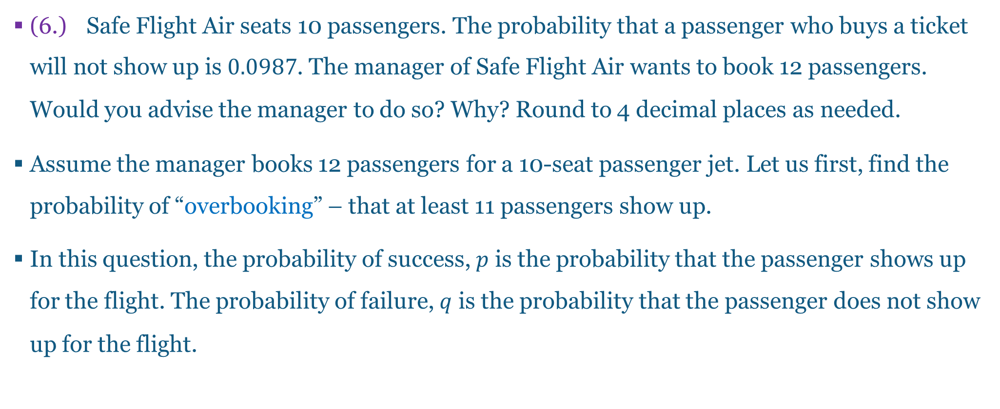 ▪ (6.) Safe Flight Air seats 10 passengers. The probability that a passenger who buys a ticket
will not show up is 0.0987. The manager of Safe Flight Air wants to book 12 passengers.
Would you advise the manager to do so? Why? Round to 4 decimal places as needed.
▪ Assume the manager books 12 passengers for a 10-seat passenger jet. Let us first, find the
probability of “overbooking” – that at least 11 passengers show up.
▪ In this question, the probability of success, p is the probability that the passenger shows up
for the flight. The probability of failure, q is the probability that the passenger does not show
up for the flight.